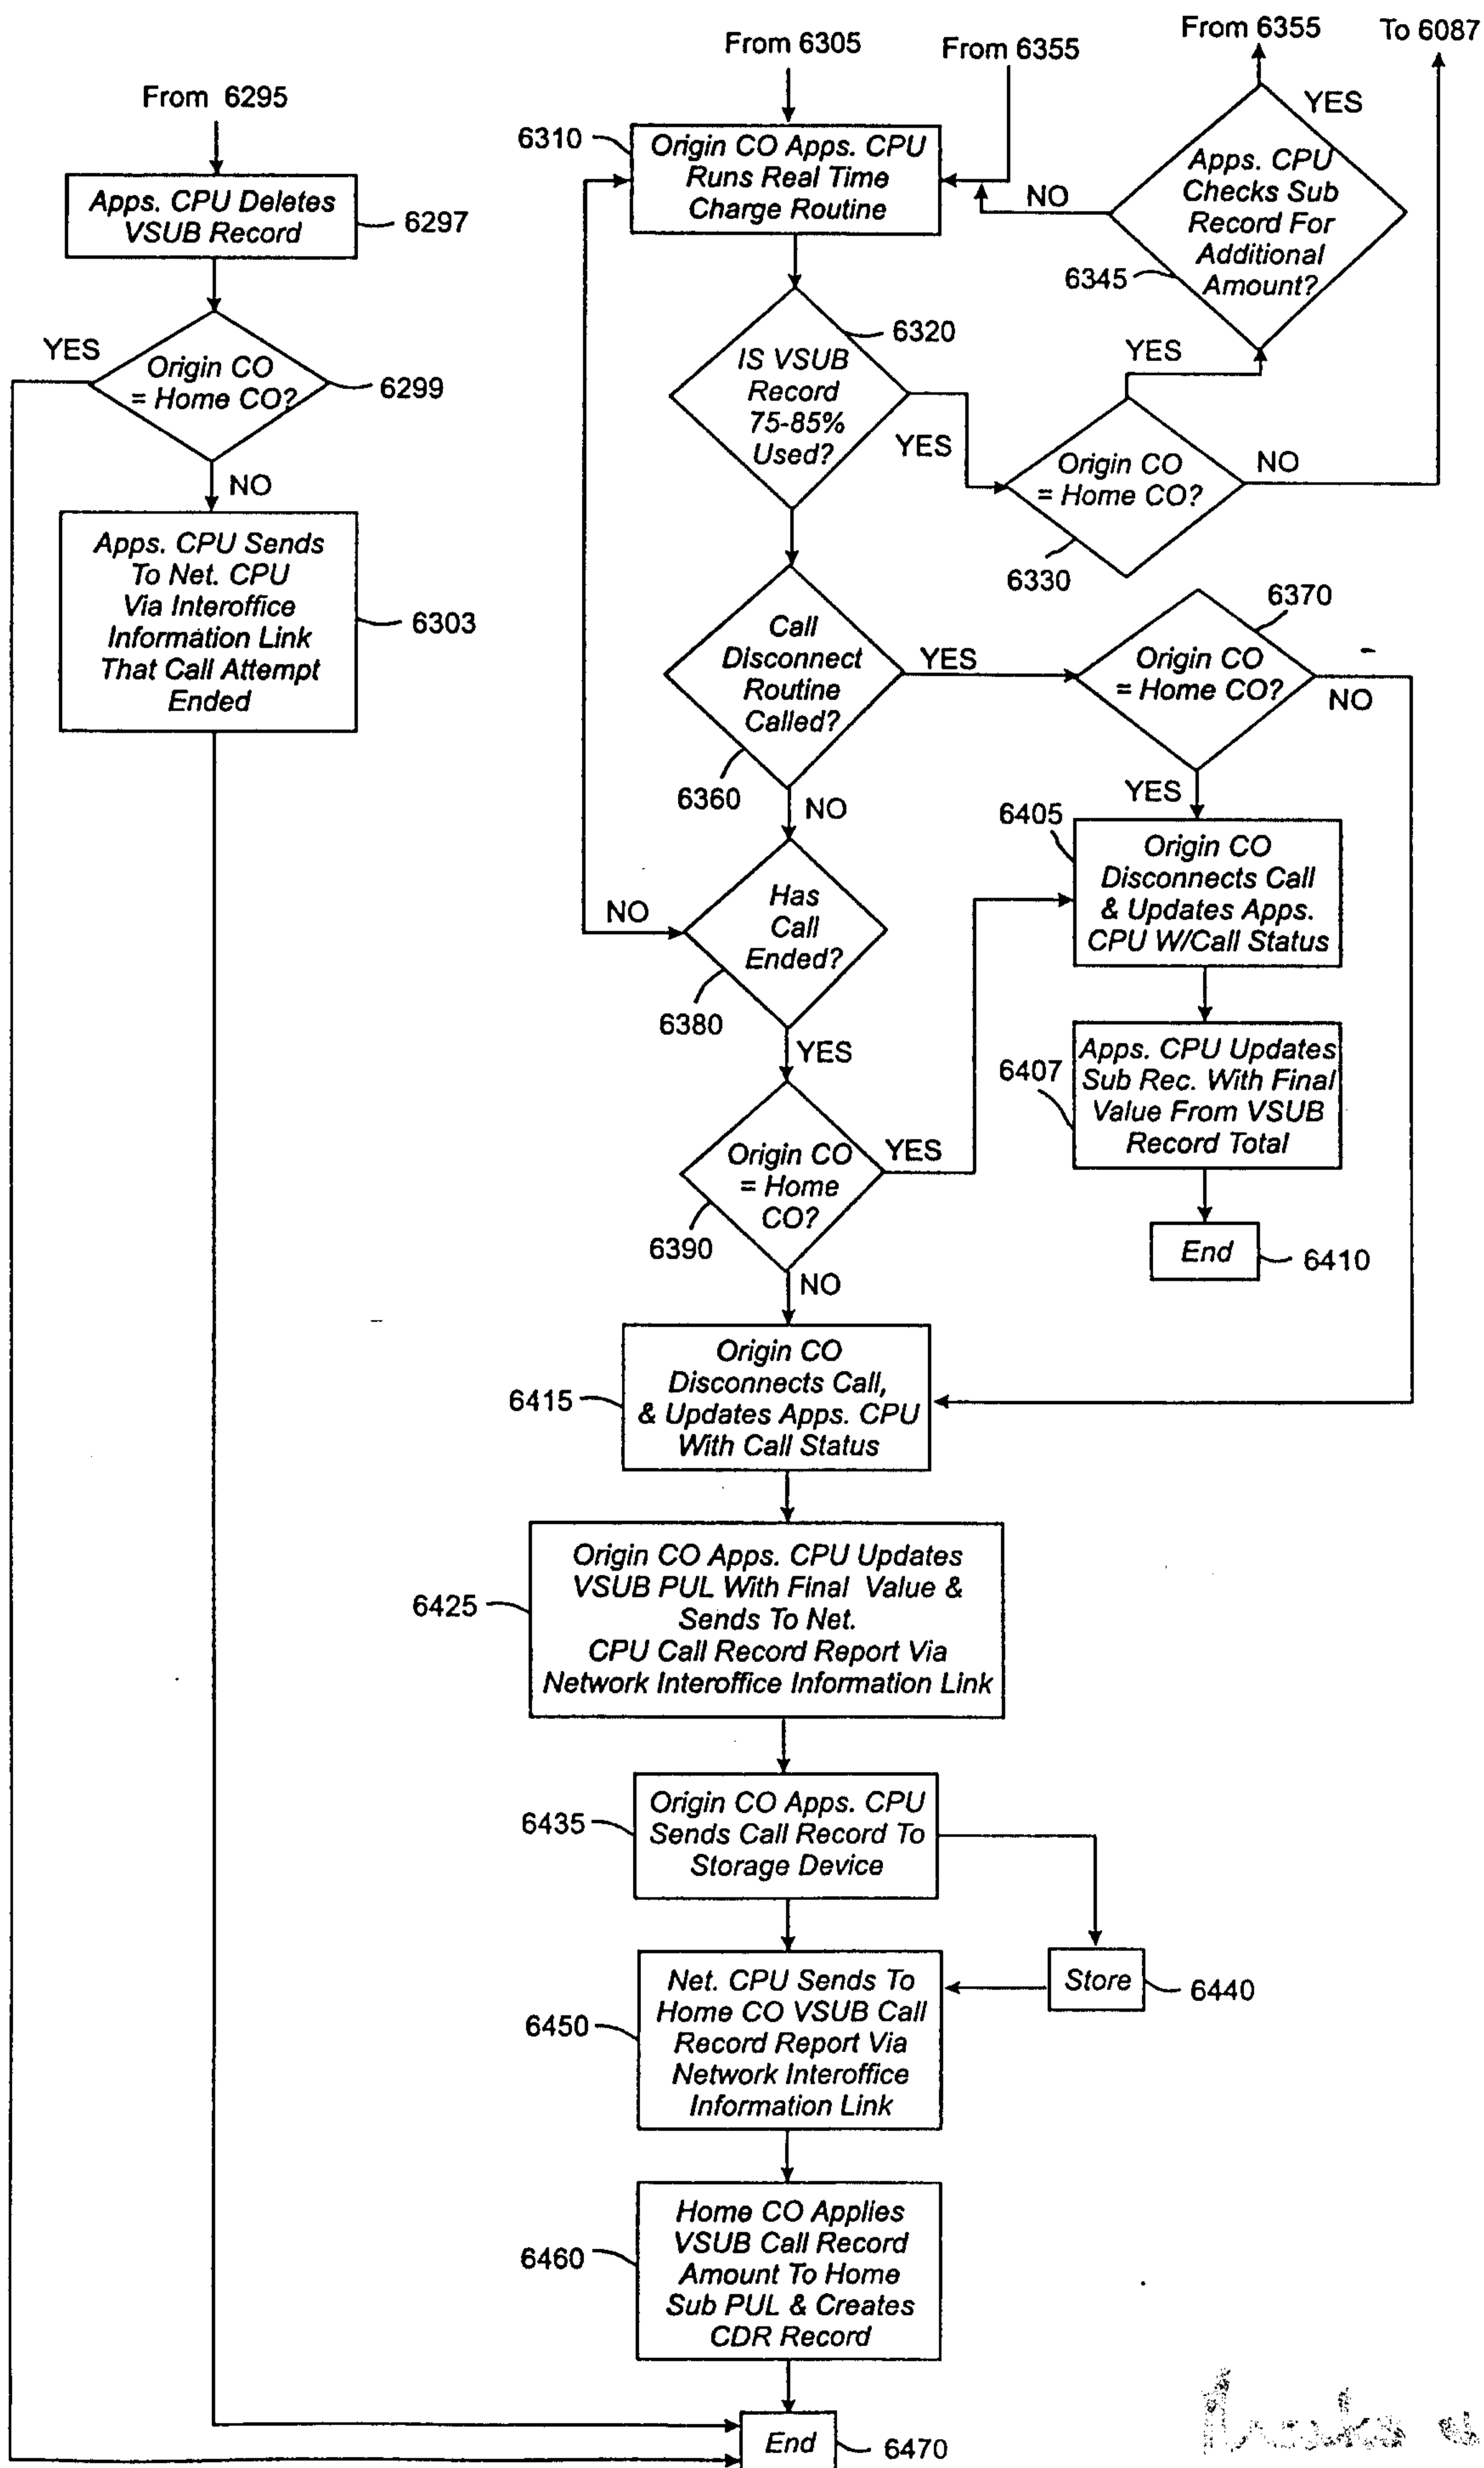 From 6295
Apps. CPU Deletes
VSUB Record
6297
YES
Origin CO
= Home CO?
6299
NO
Apps. CPU Sends
To Net. CPU
Via Interoffice
Information Link
That Call Attempt
Ended
6303
From 6305
From 6355
From 6355
To 6087
6310
Origin CO Apps. CPU
Runs Real Time
Charge Routine
NO
YES
Apps. CPU
Checks Sub
Record For
Additional
Amount?
6345
6320
IS VSUB
Record
75-85%
Used?
YES
YES
Origin CO
= Home CO?
NO
6330
Call
Disconnect
Routine
Called?
6360
YES
6370
Origin CO
= Home CO?
NO
YES
NO
Has
Call
Ended?
NO
6380
6405
Origin CO
Disconnects Call
& Updates Apps.
CPU W/Call Status
YES
6407
Apps. CPU Updates
Sub Rec. With Final
Value From VSUB
Record Total
Origin CO
= Home
CO?
YES
6390
End
6410
NO
6415
Origin CO
Disconnects Call,
& Updates Apps. CPU
With Call Status
6425
Origin CO Apps. CPU Updates
VSUB PUL With Final Value &
Sends To Net.
CPU Call Record Report Via
Network Interoffice Information Link
6435
Origin CO Apps. CPU
Sends Call Record To
Storage Device
Store
6440
6450
Net. CPU Sends To
Home CO VSUB Call
Record Report Via
Network Interoffice
Information Link
6460
Home CO Applies
VSUB Call Record
Amount To Home
Sub PUL & Creates
CDR Record
End
6470